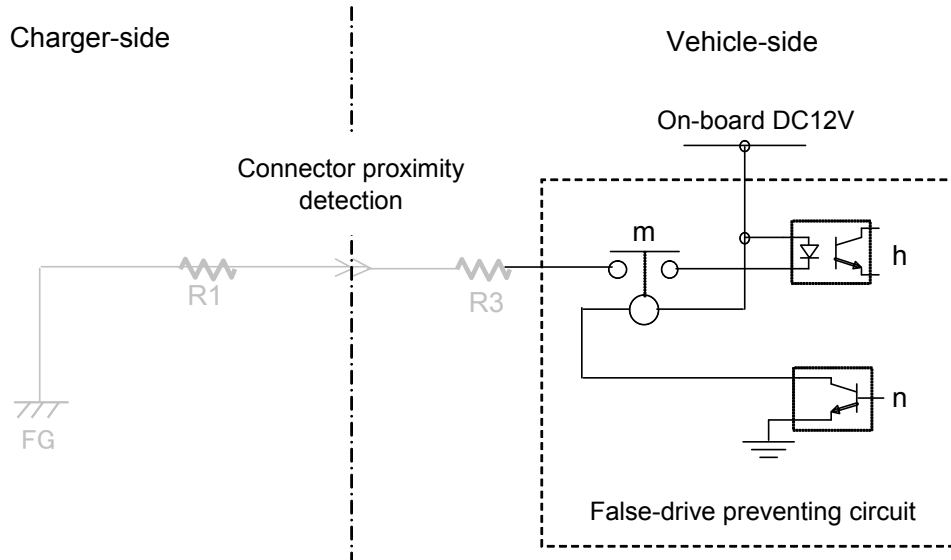 Charger-side
Vehicle-side
On-board DC12V
Connector proximity
detection
m
h
R1
R3
n
FG
False-drive preventing circuit